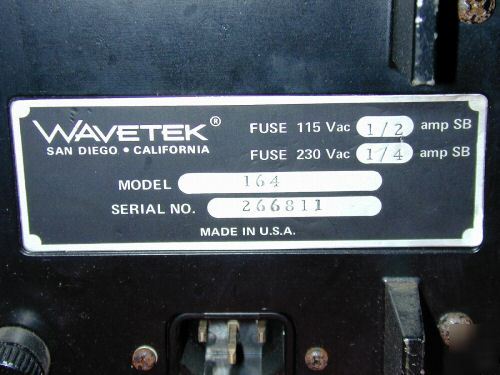 WAVETEK®
SAN DIEGO • CALIFORNIA
FUSE 115 Vac 1/2 amp SB
FUSE 230 Vac 1/4 amp SB
MODEL 164
SERIAL NO. 266811
MADE IN U.S.A.